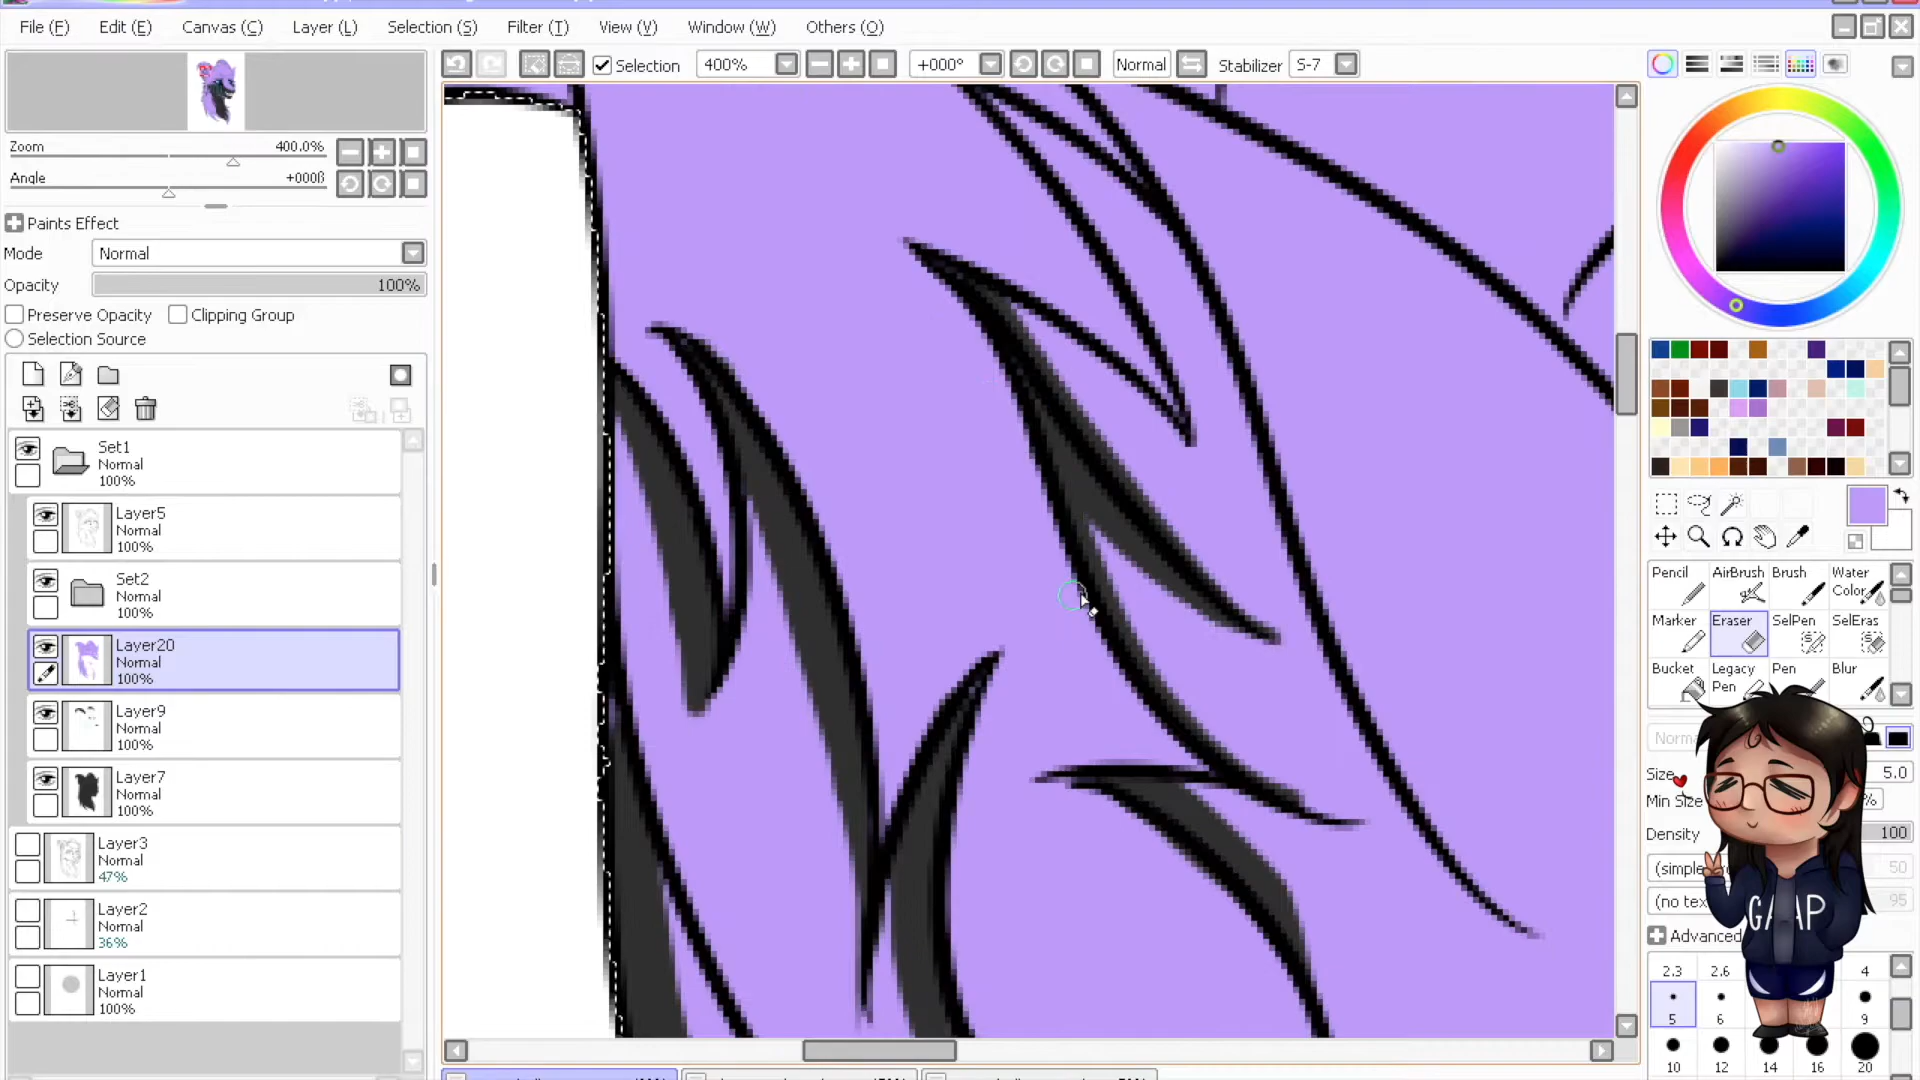 File (F) Edit (E) Canvas (C) Layer (L) Selection (S) Filter (T) View (V) Window (W) Others (O)
Selection 400% +000° Normal Stabilizer S-7
Zoom 400.0%
Angle
Paints Effect
Mode Normal
Opacity 100%
Preserve Opacity Clipping Group
Selection Source
Set1
Normal
100%
Layer5
Normal
100%
Set2
Normal
100%
Layer20
Normal
100%
Layer9
Normal
100%
Layer7
Normal
100%
Layer3
Normal
47%
Layer2
Normal
36%
Layer1
Normal
100%
Pencil AirBrush Brush Water Color
Marker Eraser SelPen SelEras
Bucket Legacy Pen Pen Blur
Size 5.0
Min Size %
Density 100
(simple 50
(no tex 95
Advanced
2.3 2.6 4
5 6 9
10 12 14 16 20